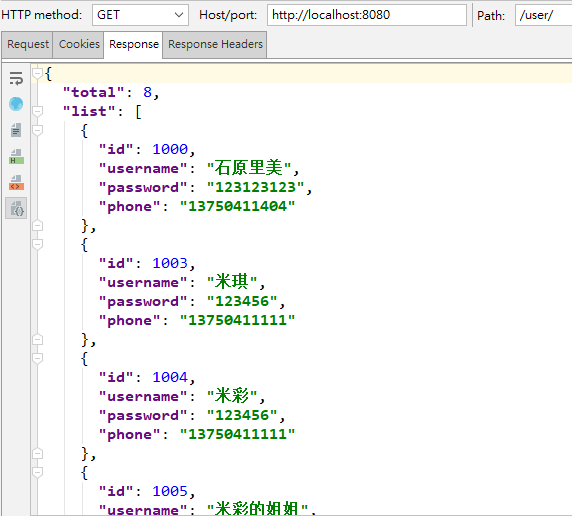 HTTP method: GET Host/port: http://localhost:8080 Path: /user/
Request Cookies Response Response Headers
{
"total": 8,
"list": [
{
"id": 1000,
"username": "石原里美",
"password": "123123123",
"phone": "13750411404"
},
{
"id": 1003,
"username": "米琪",
"password": "123456",
"phone": "13750411111"
},
{
"id": 1004,
"username": "米彩",
"password": "123456",
"phone": "13750411111"
},
{
"id": 1005,
"username": "米彩的姐姐",